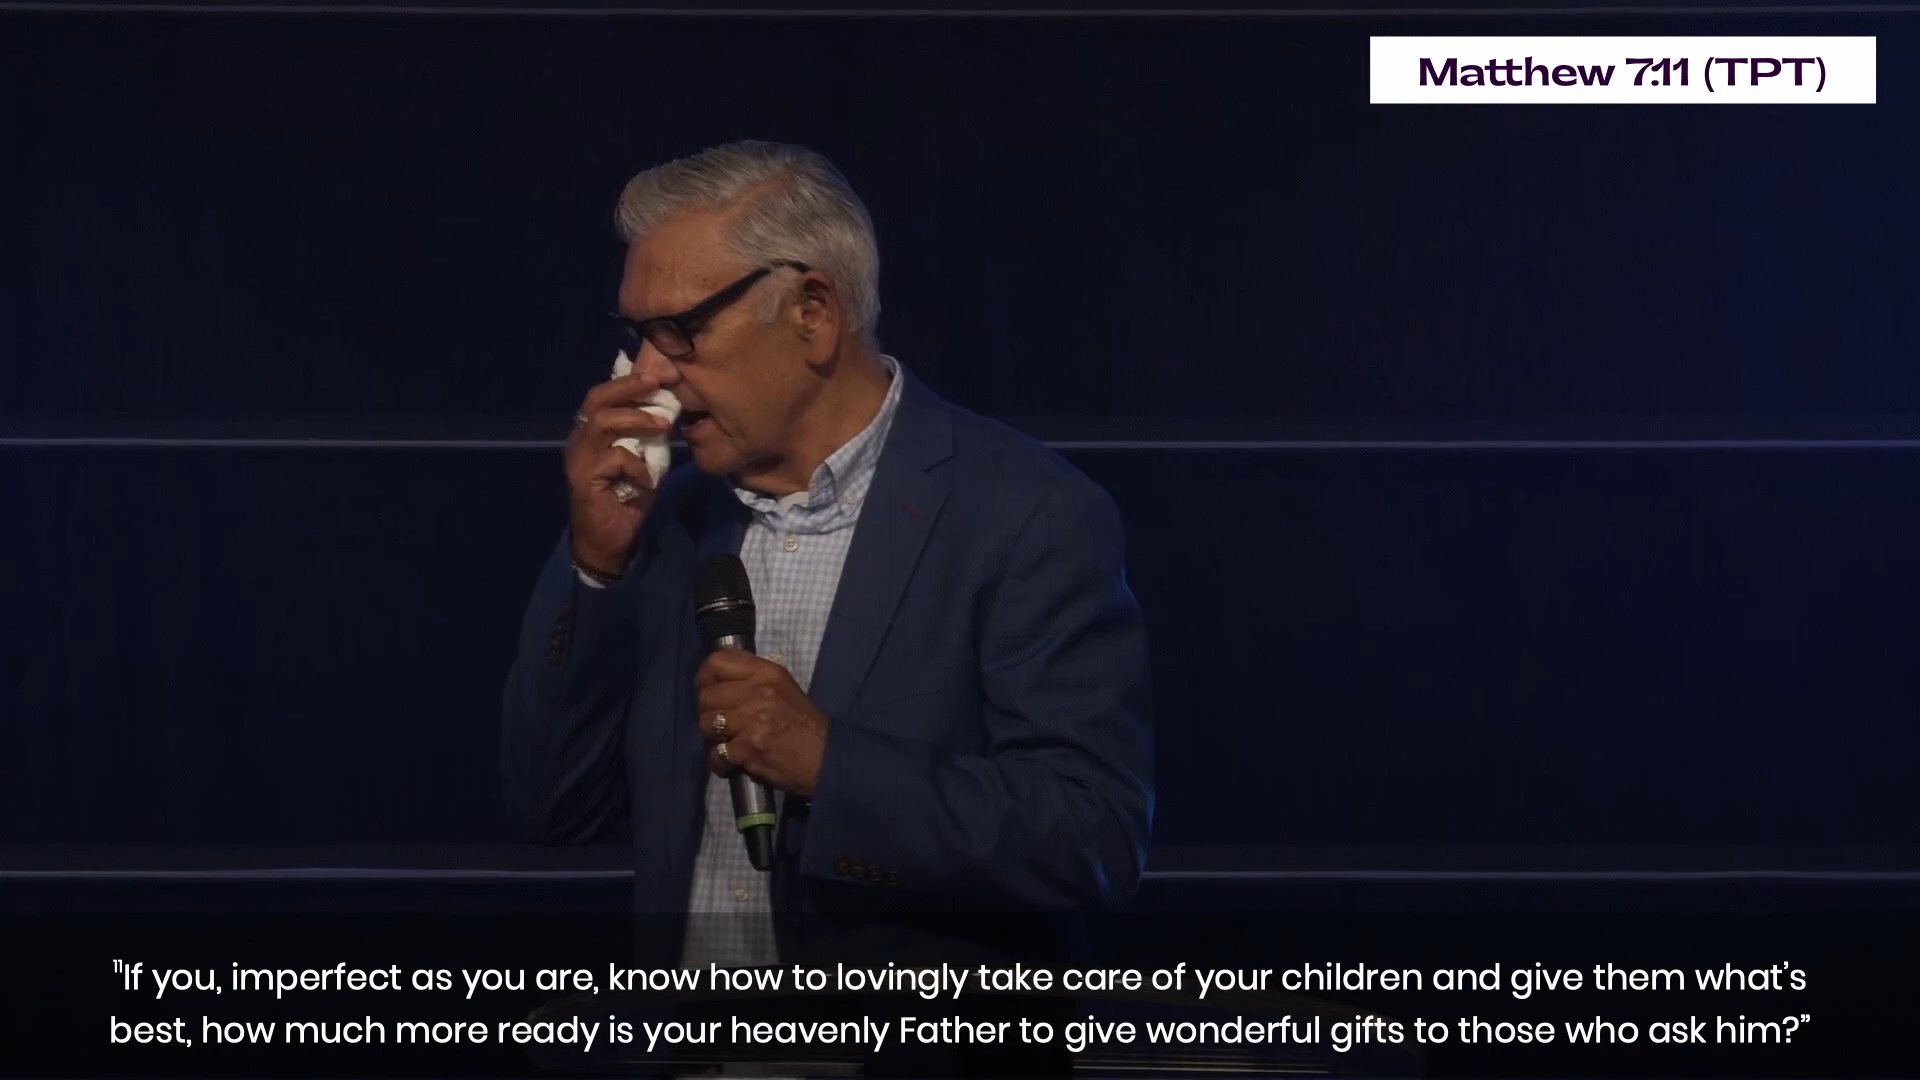 Matthew 7:11 (TPT)
¹¹If you, imperfect as you are, know how to lovingly take care of your children and give them what’s
best, how much more ready is your heavenly Father to give wonderful gifts to those who ask him?”